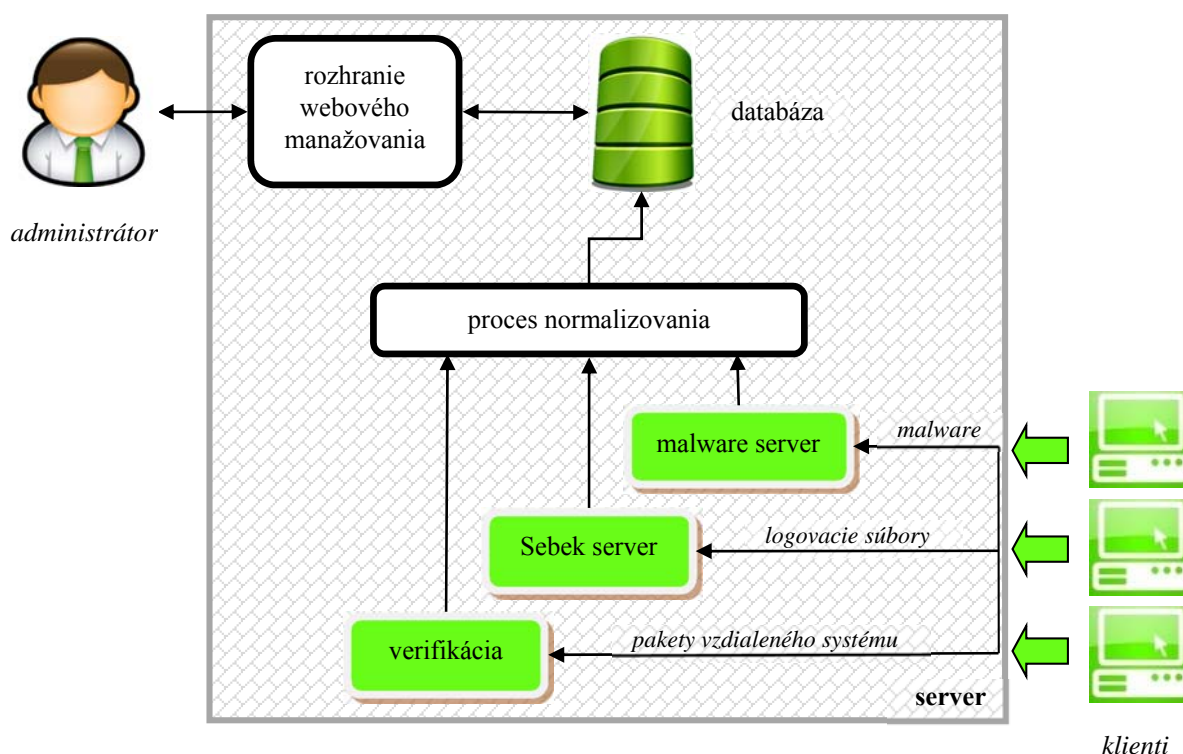 rozhranie
webového
manažovania
databáza
administrátor
proces normalizovania
malware server
malware
Sebek server
logovacie súbory
verifikácia
pakety vzdialeného systému
server
klienti